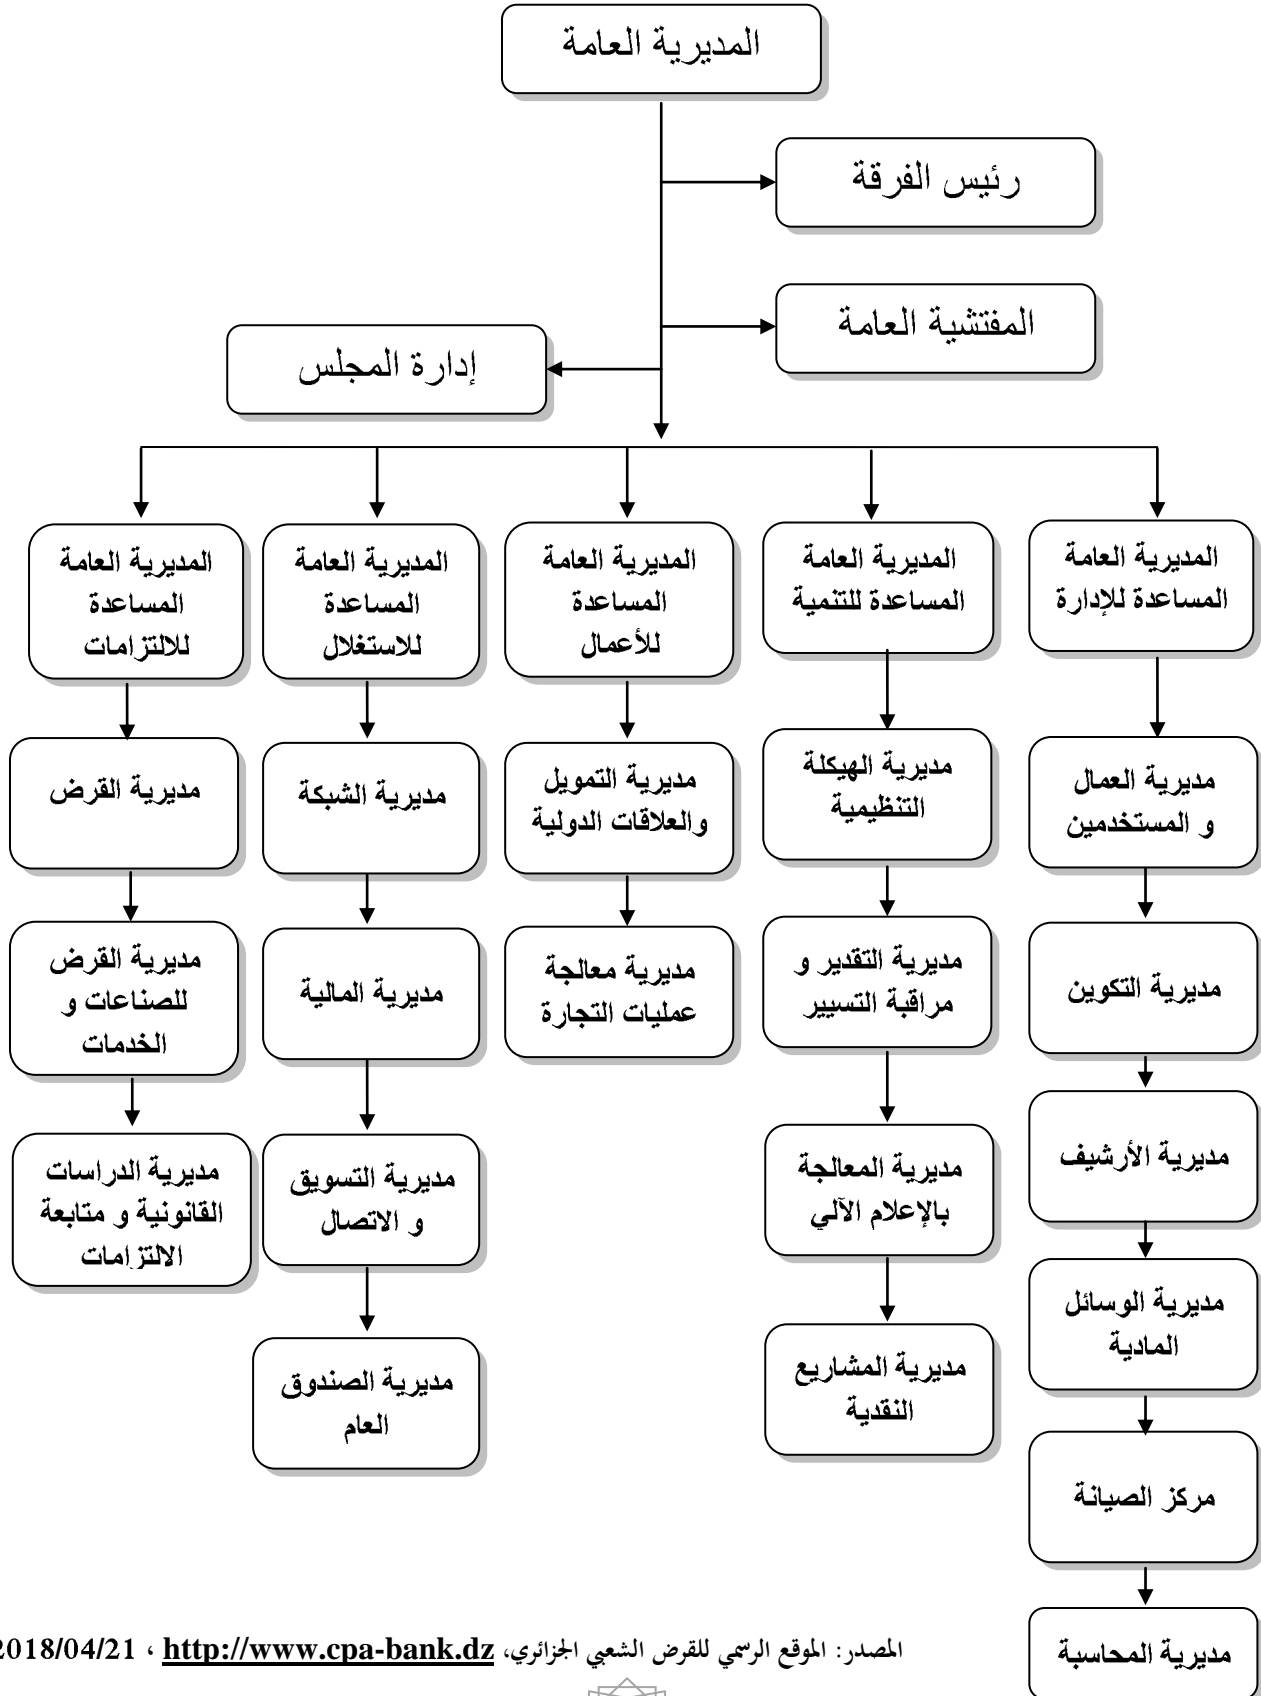 المديرية العامة
رئيس الفرقة
المفتشية العامة
إدارة المجلس
المديرية العامة
المساعدة للإدارة
المديرية العامة
المساعدة للتنمية
المديرية العامة
المساعدة
للأعمال
المديرية العامة
المساعدة
للاستغلال
المديرية العامة
المساعدة
للالتزامات
مديرية العمال
و المستخدمين
مديرية الهيكلة
التنظيمية
مديرية التمويل
والعلاقات الدولية
مديرية الشبكة
مديرية القرض
مديرية التكوين
مديرية التقدير و
مراقبة التسيير
مديرية معالجة
عمليات التجارة
مديرية المالية
مديرية القرض
للصناعات و
الخدمات
مديرية الأرشيف
مديرية المعالجة
بالإعلام الآلي
مديرية التسويق
و الاتصال
مديرية الدراسات
القانونية و متابعة
الالتزامات
مديرية الوسائل
المادية
مديرية المشاريع
النقدية
مديرية الصندوق
العام
مركز الصيانة
مديرية المحاسبة
المصدر: الموقع الرسمي للقرض الشعبي الجزائري، http://www.cpa-bank.dz ، 2018/04/21